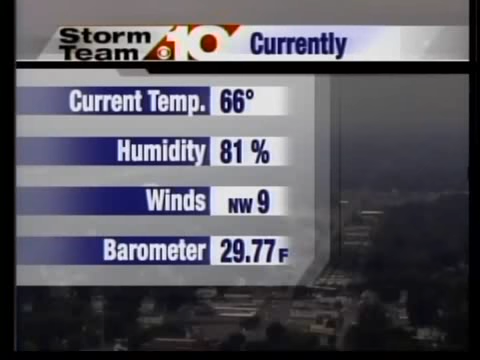 Storm Team 10 Currently
Current Temp. 66°
Humidity 81 %
Winds NW 9
Barometer 29.77 F